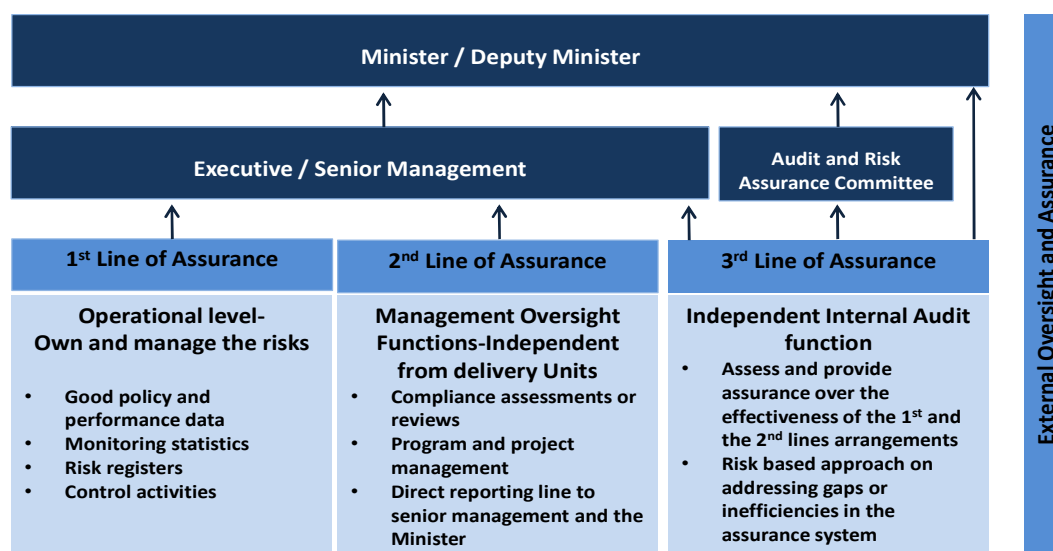 Minister / Deputy Minister
Executive / Senior Management
Audit and Risk
Assurance Committee
1st Line of Assurance
2nd Line of Assurance
3rd Line of Assurance
Operational level-
Own and manage the risks
• Good policy and
performance data
• Monitoring statistics
• Risk registers
• Control activities
Management Oversight
Functions-Independent
from delivery Units
• Compliance assessments or
reviews
• Program and project
management
• Direct reporting line to
senior management and the
Minister
Independent Internal Audit
function
• Assess and provide
assurance over the
effectiveness of the 1st and
the 2nd lines arrangements
• Risk based approach on
addressing gaps or
inefficiencies in the
assurance system
External Oversight and Assurance